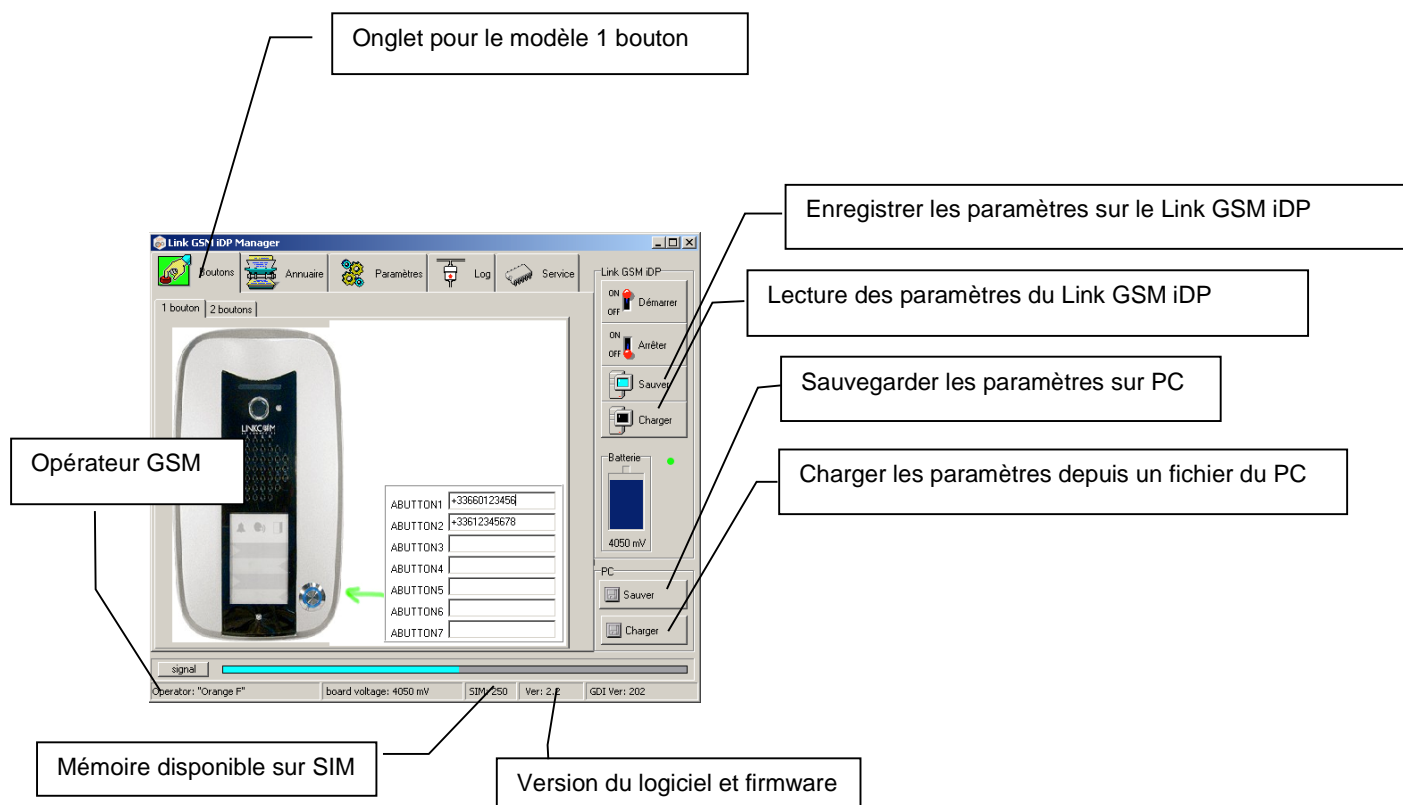 Onglet pour le modèle 1 bouton
Enregistrer les paramètres sur le Link GSM iDP
Lecture des paramètres du Link GSM iDP
Sauvegarder les paramètres sur PC
Charger les paramètres depuis un fichier du PC
Opérateur GSM
Mémoire disponible sur SIM
Version du logiciel et firmware
Link GSM iDP Manager
Boutons
Annuaire
Paramètres
Log
Service
1 bouton
2 boutons
LINKCOM
ABUTTON1 +33660123456
ABUTTON2 +33612345678
ABUTTON3
ABUTTON4
ABUTTON5
ABUTTON6
ABUTTON7
Link GSM iDP
ON
OFF
Démarrer
ON
OFF
Arrêter
Sauver
Charger
Batterie
4050 mV
PC
Sauver
Charger
signal
Operator: "Orange F"
board voltage: 4050 mV
SIM: 250
Ver: 2.2
GDI Ver: 202